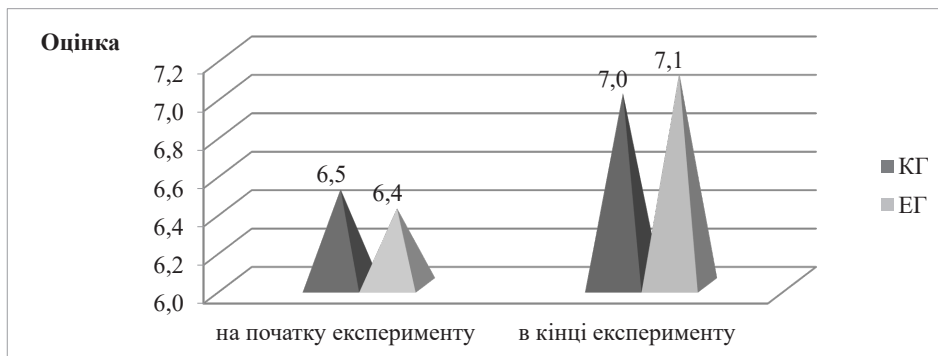 Оцінка
7,2
7,0
6,8
6,6
6,4
6,2
6,0
6,5
6,4
7,0
7,1
на початку експерименту
в кінці експерименту
КГ
ЕГ